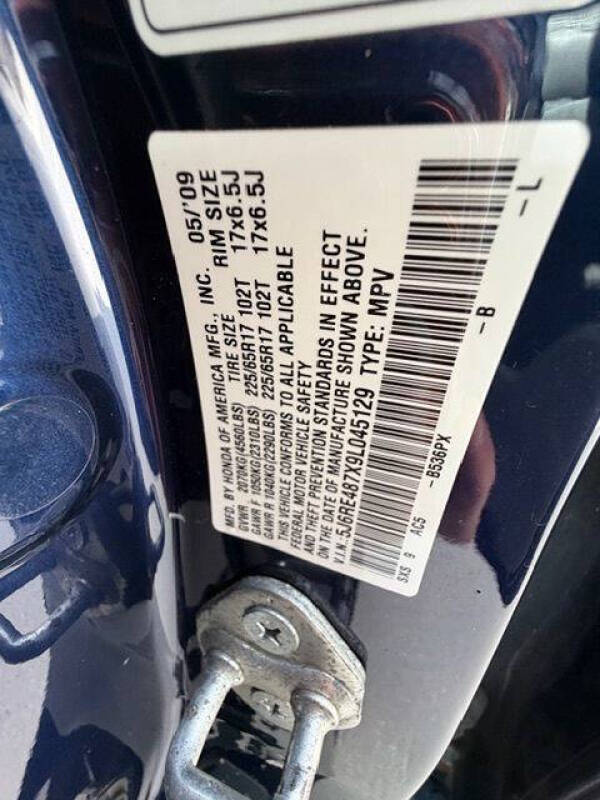 MFD. BY HONDA OF AMERICA MFG., INC. 05/'09
TIRE SIZE RIM SIZE
GVWR 2070KG(4560LBS)
GAWR F 1050KG(2310LBS) 225/65R17 102T 17x6.5J
GAWR R 1040KG(2290LBS) 225/65R17 102T 17x6.5J
THIS VEHICLE CONFORMS TO ALL APPLICABLE
FEDERAL MOTOR VEHICLE SAFETY
AND THEFT PREVENTION STANDARDS IN EFFECT
ON THE DATE OF MANUFACTURE SHOWN ABOVE.
V.I.N.:5J6RE487X9L045129 TYPE: MPV
SXS 9 AC5 -B536PX -B -L